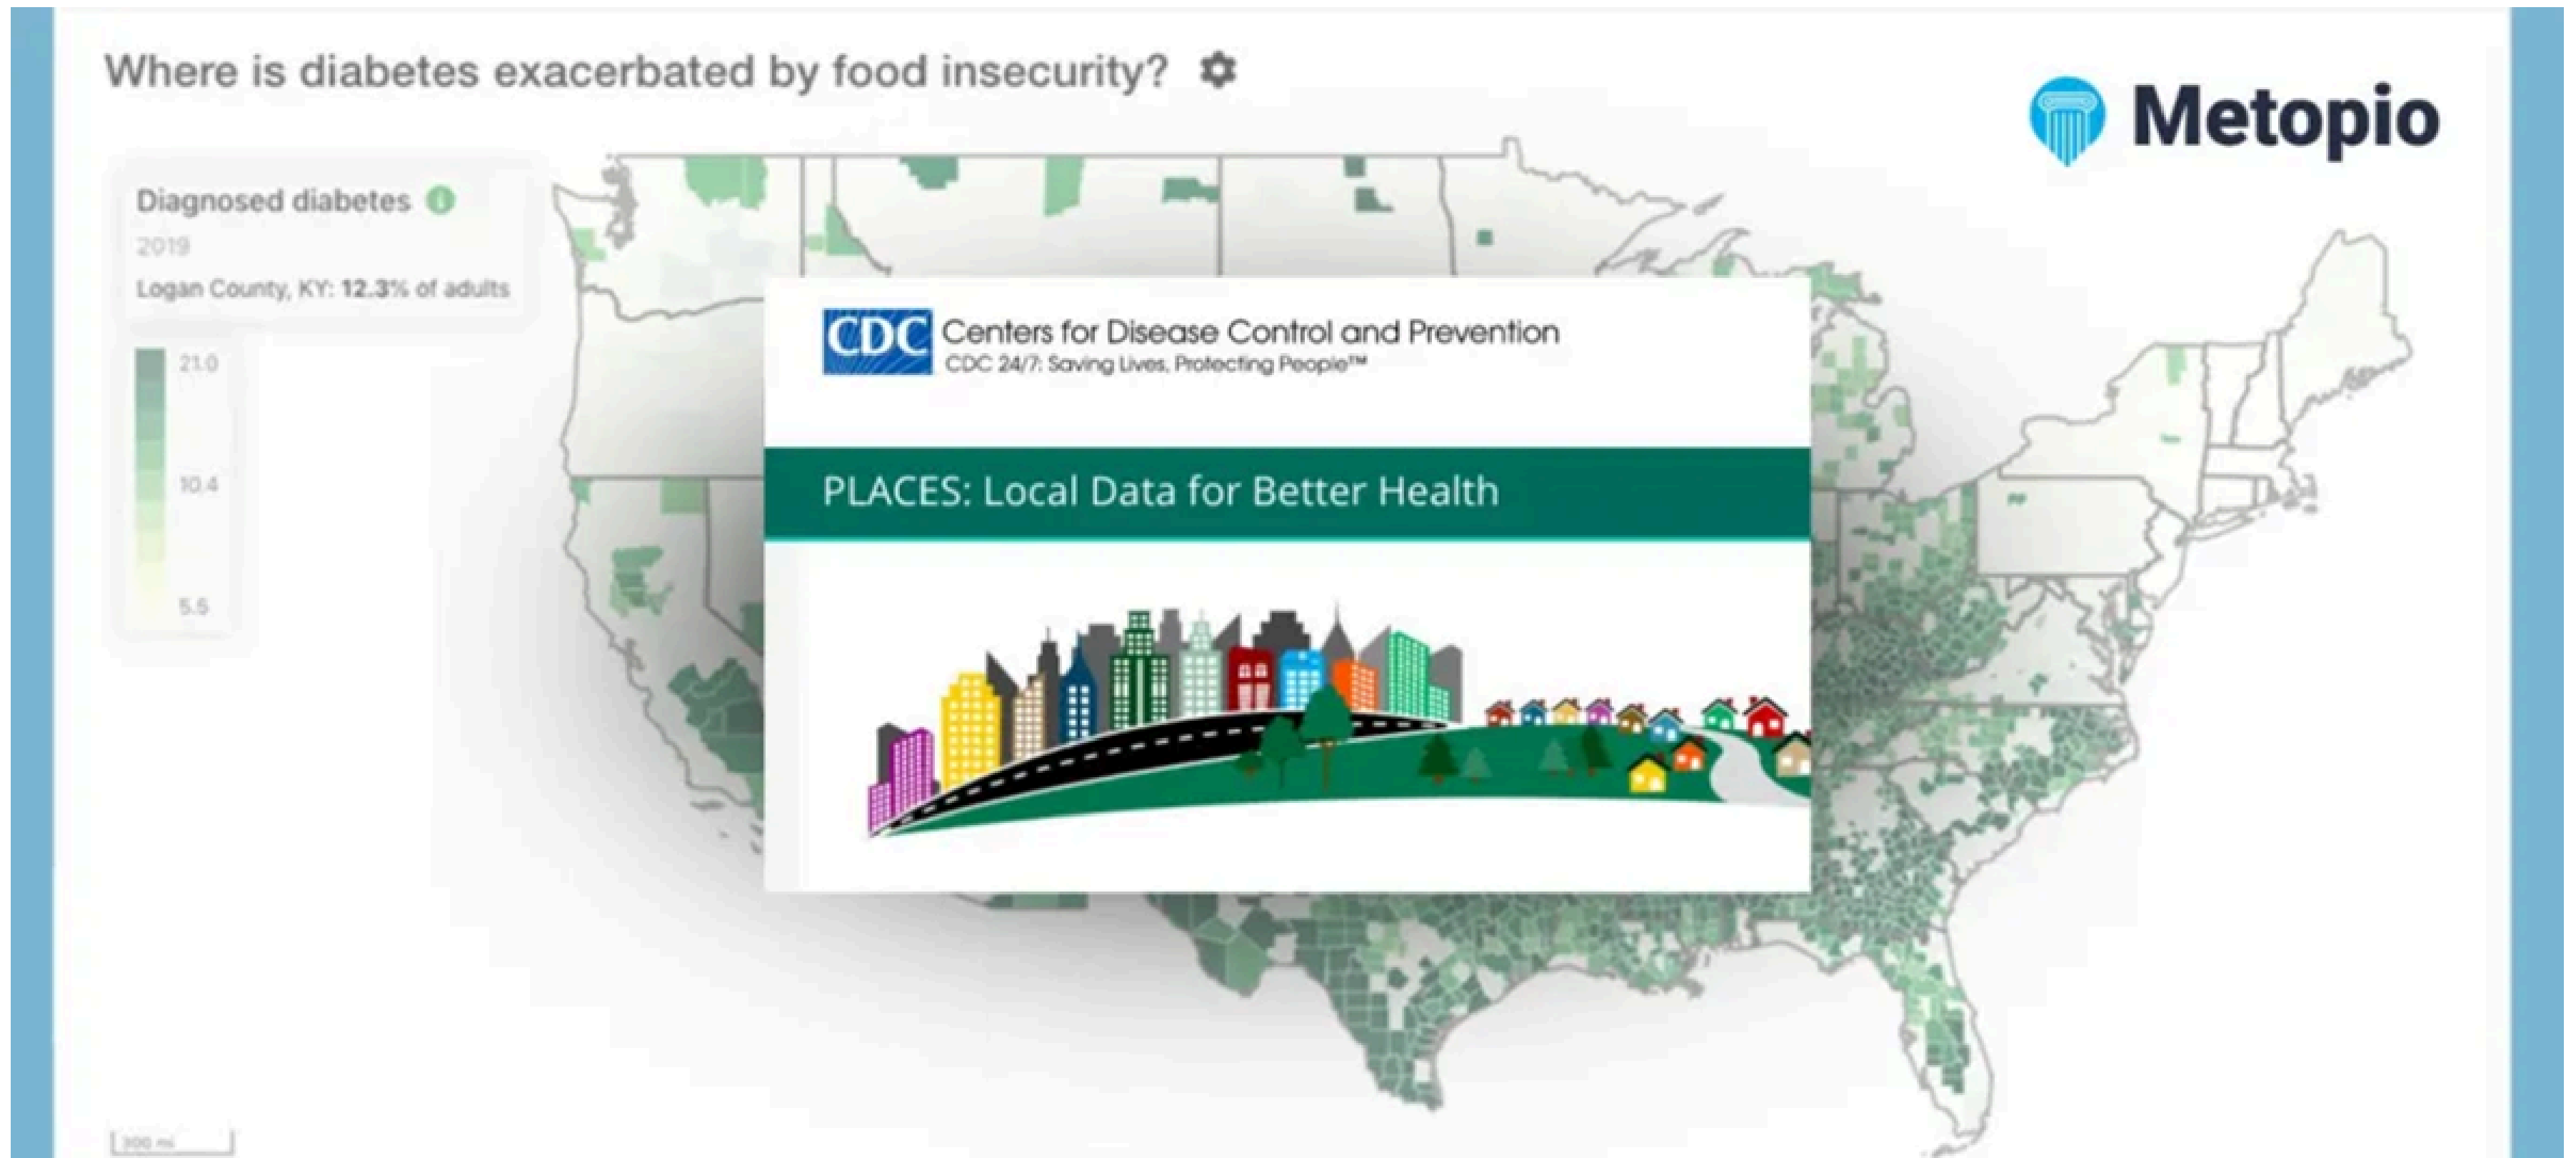 Where is diabetes exacerbated by food insecurity?
Metopio
Diagnosed diabetes
2019
Logan County, KY: 12.3% of adults
21.0
10.4
5.5
CDC Centers for Disease Control and Prevention
CDC 24/7: Saving Lives, Protecting People™
PLACES: Local Data for Better Health
300 mi